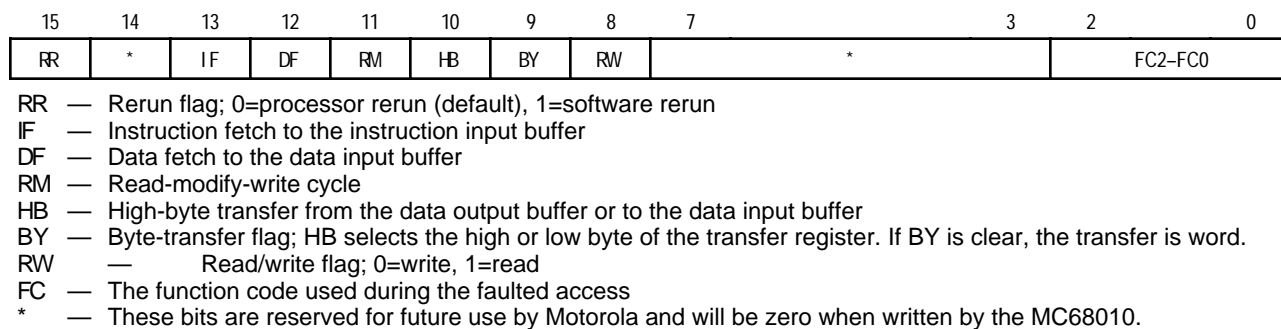 15 14 13 12 11 10 9 8 7 3 2 0
RR * IF DF RM HB BY RW * FC2–FC0
RR — Rerun flag; 0=processor rerun (default), 1=software rerun
IF — Instruction fetch to the instruction input buffer
DF — Data fetch to the data input buffer
RM — Read-modify-write cycle
HB — High-byte transfer from the data output buffer or to the data input buffer
BY — Byte-transfer flag; HB selects the high or low byte of the transfer register. If BY is clear, the transfer is word.
RW — Read/write flag; 0=write, 1=read
FC — The function code used during the faulted access
* — These bits are reserved for future use by Motorola and will be zero when written by the MC68010.